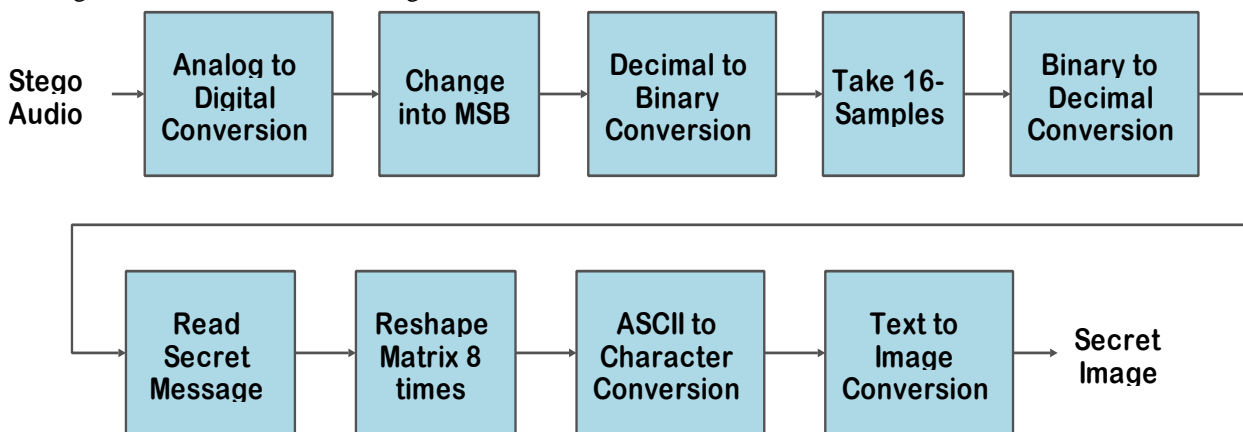 Stego
Audio
Analog to
Digital
Conversion
Change
into MSB
Decimal to
Binary
Conversion
Take 16-
Samples
Binary to
Decimal
Conversion
Read
Secret
Message
Reshape
Matrix 8
times
ASCII to
Character
Conversion
Text to
Image
Conversion
Secret
Image